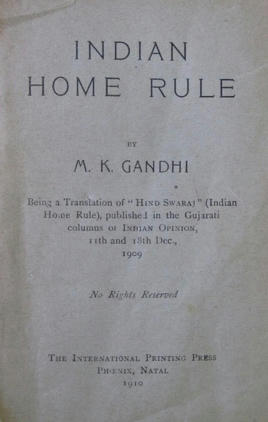 INDIAN
HOME RULE
BY
M. K. GANDHI
Being a Translation of “HIND SWARAJ” (Indian
Home Rule), published in the Gujarati
columns of INDIAN OPINION,
11th and 18th Dec.,
1909
No Rights Reserved
THE INTERNATIONAL PRINTING PRESS
PHŒNIX, NATAL
1910